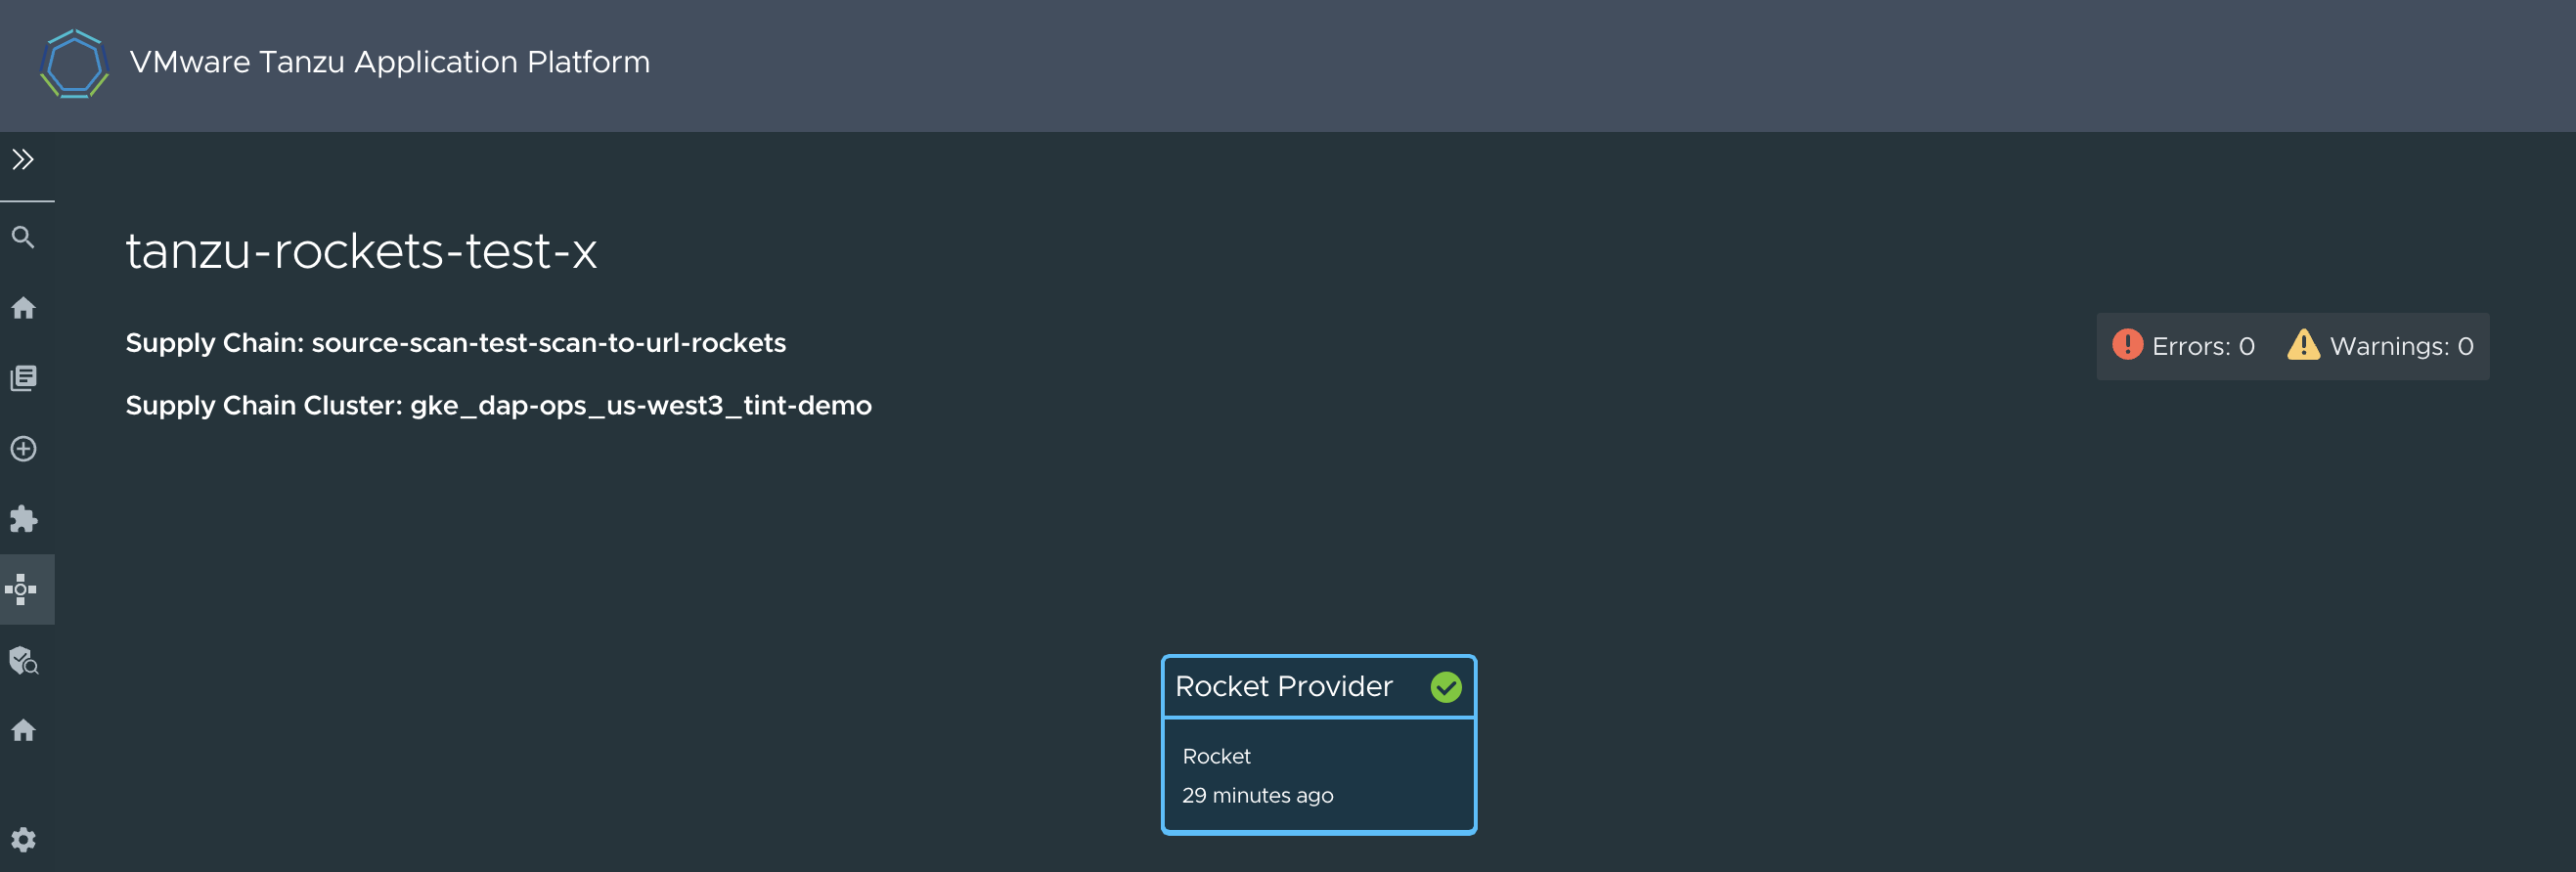 VMware Tanzu Application Platform
tanzu-rockets-test-x
Supply Chain: source-scan-test-scan-to-url-rockets
Errors: 0 Warnings: 0
Supply Chain Cluster: gke_dap-ops_us-west3_tint-demo
Rocket Provider
Rocket
29 minutes ago